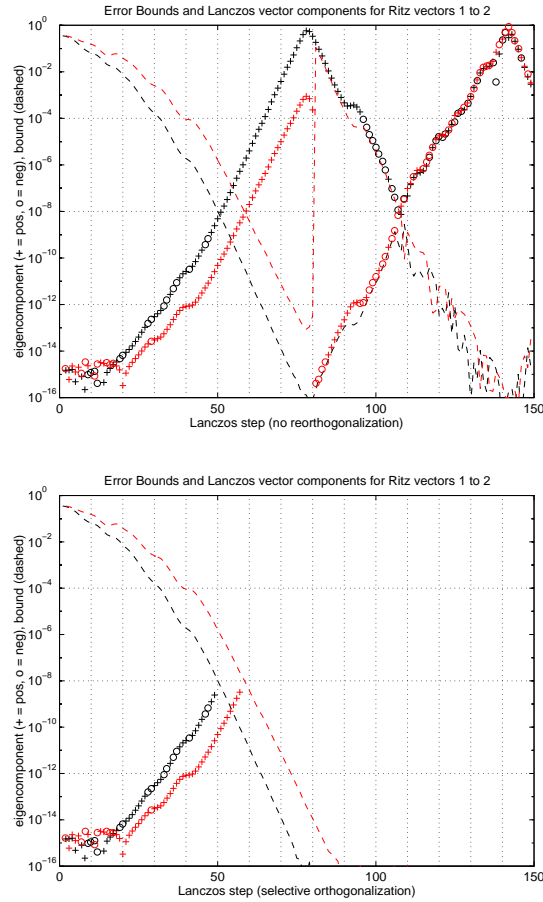 Error Bounds and Lanczos vector components for Ritz vectors 1 to 2
eigencomponent (+ = pos, o = neg), bound (dashed)
10^0
10^−2
10^−4
10^−6
10^−8
10^−10
10^−12
10^−14
10^−16
0 50 100 150
Lanczos step (no reorthogonalization)
Error Bounds and Lanczos vector components for Ritz vectors 1 to 2
eigencomponent (+ = pos, o = neg), bound (dashed)
10^0
10^−2
10^−4
10^−6
10^−8
10^−10
10^−12
10^−14
10^−16
0 50 100 150
Lanczos step (selective orthogonalization)